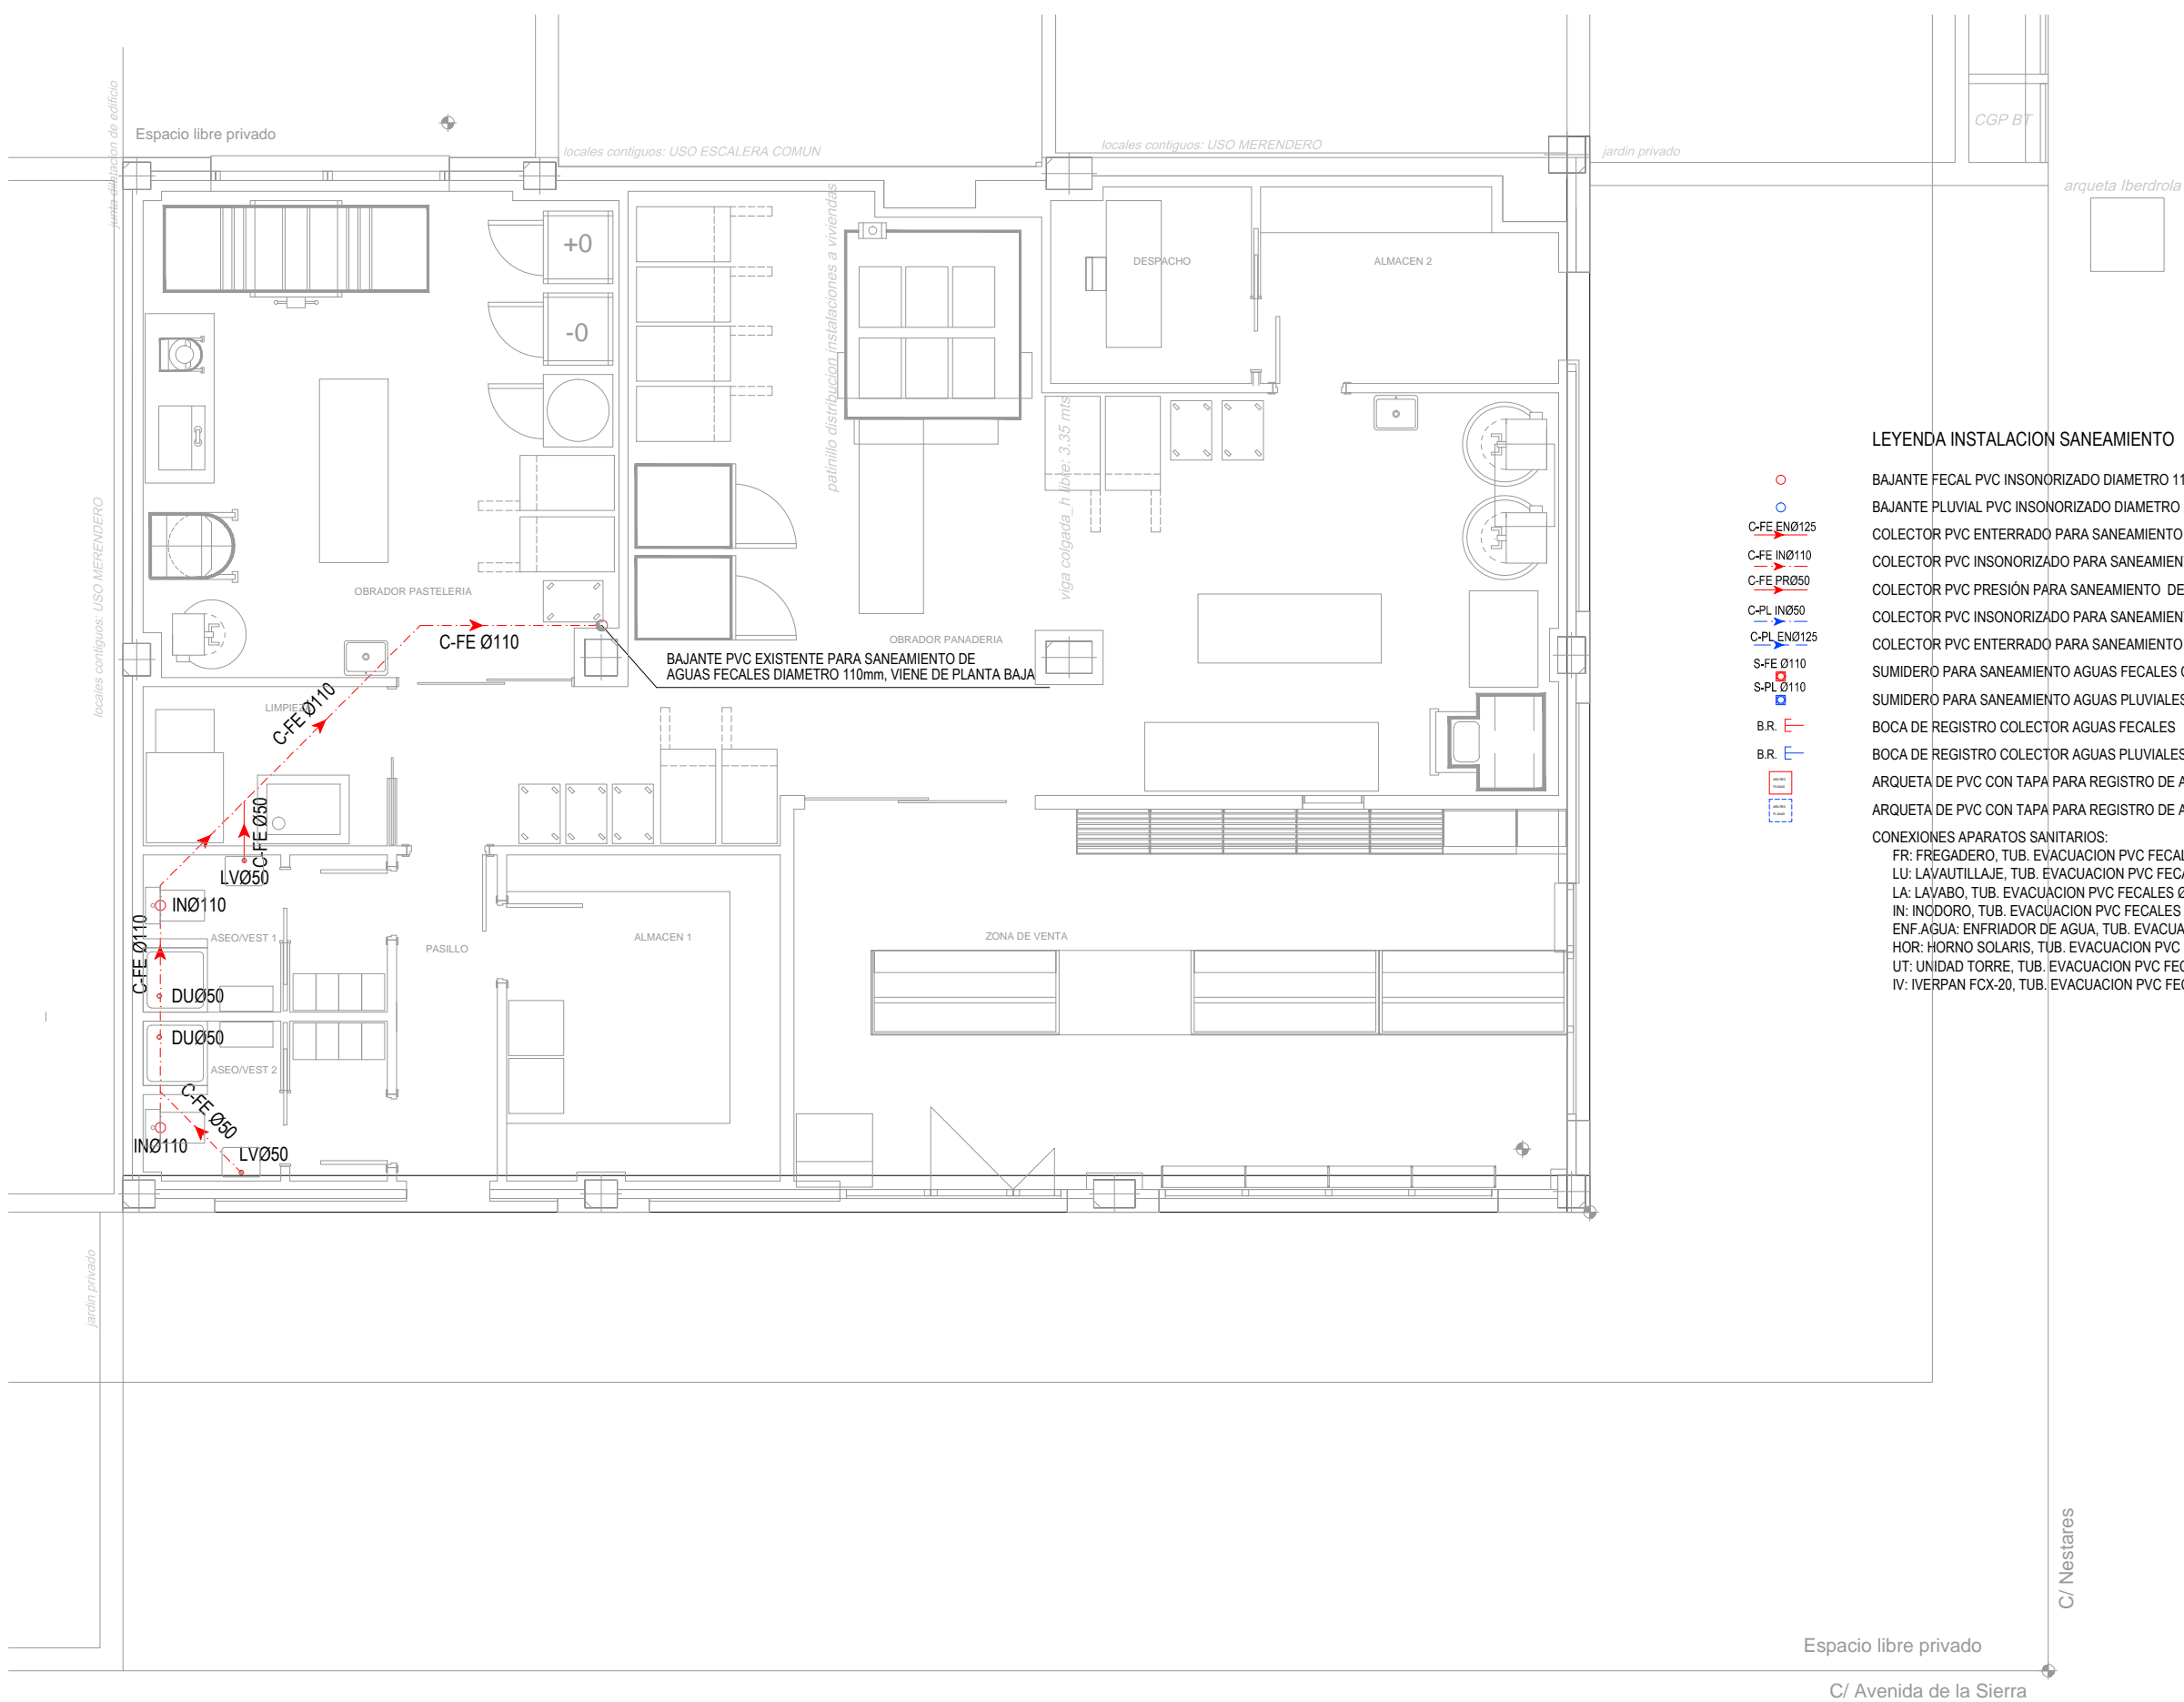 CGP BT
junta dilatacion de edificio
Espacio libre privado
locales contiguos: USO ESCALERA COMUN
locales contiguos: USO MERENDERO
jardin privado
arqueta Iberdrola
patinillo distribucion instalaciones a viviendas
+0
-0
DESPACHO
ALMACEN 2
viga colgada_h libre: 3.35 mts
locales contiguos: USO MERENDERO
OBRADOR PASTELERIA
OBRADOR PANADERIA
C-FE Ø110
BAJANTE PVC EXISTENTE PARA SANEAMIENTO DE
AGUAS FECALES DIAMETRO 110mm, VIENE DE PLANTA BAJA
LIMPIEZA
C-FE Ø110
C-FE Ø50
LVØ50
INØ110
C-FE Ø110
ASEO/VEST 1
PASILLO
ALMACEN 1
ZONA DE VENTA
DUØ50
DUØ50
ASEO/VEST 2
C-FE Ø50
INØ110
LVØ50
jardin privado
LEYENDA INSTALACION SANEAMIENTO
BAJANTE FECAL PVC INSONORIZADO DIAMETRO
BAJANTE PLUVIAL PVC INSONORIZADO DIAMETRO
C-FE ENØ125
COLECTOR PVC ENTERRADO PARA SANEAMIENTO
C-FE INØ110
COLECTOR PVC INSONORIZADO PARA
C-FE PRØ50
COLECTOR PVC PRESIÓN PARA SANEAMIENTO DE
C-PL INØ50
COLECTOR PVC INSONORIZADO PARA
C-PL ENØ125
COLECTOR PVC ENTERRADO PARA SANEAMIENTO
S-FE Ø110
SUMIDERO PARA SANEAMIENTO AGUAS FECALES
S-PL Ø110
SUMIDERO PARA SANEAMIENTO AGUAS PLUVIALES
B.R.
BOCA DE REGISTRO COLECTOR AGUAS FECALES
B.R.
BOCA DE REGISTRO COLECTOR AGUAS PLUVIALES
ARQUETA DE PVC CON TAPA PARA REGISTRO DE
ARQUETA DE PVC CON TAPA PARA REGISTRO DE
CONEXIONES APARATOS SANITARIOS:
FR: FREGADERO, TUB. EVACUACION PVC
LU: LAVAUTILLAJE, TUB. EVACUACION PVC
LA: LAVABO, TUB. EVACUACION PVC FECALES
IN: INODORO, TUB. EVACUACION PVC FECALES
ENF.AGUA: ENFRIADOR DE AGUA, TUB.
HOR: HORNO SOLARIS, TUB. EVACUACION PVC
UT: UNIDAD TORRE, TUB. EVACUACION PVC
IV: IVERPAN FCX-20, TUB. EVACUACION PVC
C/ Nestares
Espacio libre privado
C/ Avenida de la Sierra